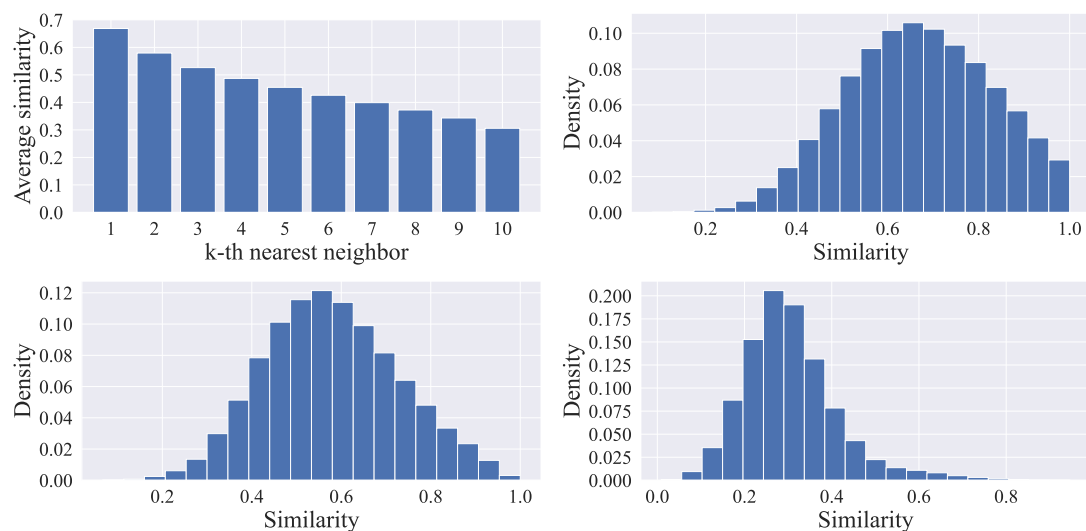 Average similarity
0.7
0.6
0.5
0.4
0.3
0.2
0.1
0.0
1 2 3 4 5 6 7 8 9 10
k-th nearest neighbor
Density
0.10
0.08
0.06
0.04
0.02
0.00
0.2 0.4 0.6 0.8 1.0
Similarity
Density
0.12
0.10
0.08
0.06
0.04
0.02
0.00
0.2 0.4 0.6 0.8 1.0
Similarity
Density
0.200
0.175
0.150
0.125
0.100
0.075
0.050
0.025
0.000
0.0 0.2 0.4 0.6 0.8
Similarity